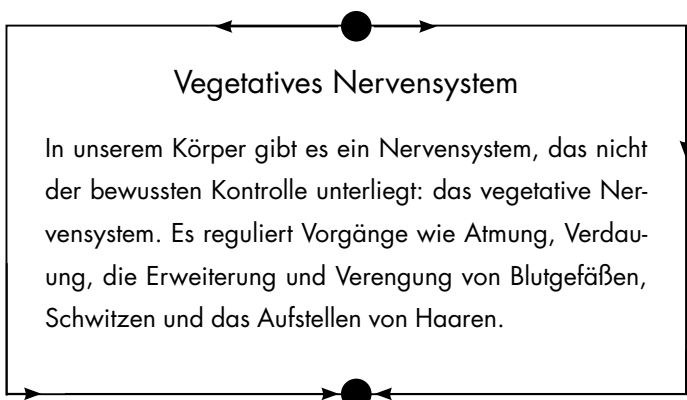 Vegetatives Nervensystem
In unserem Körper gibt es ein Nervensystem, das nicht
der bewussten Kontrolle unterliegt: das vegetative Ner-
vensystem. Es reguliert Vorgänge wie Atmung, Verdau-
ung, die Erweiterung und Verengung von Blutgefäßen,
Schwitzen und das Aufstellen von Haaren.